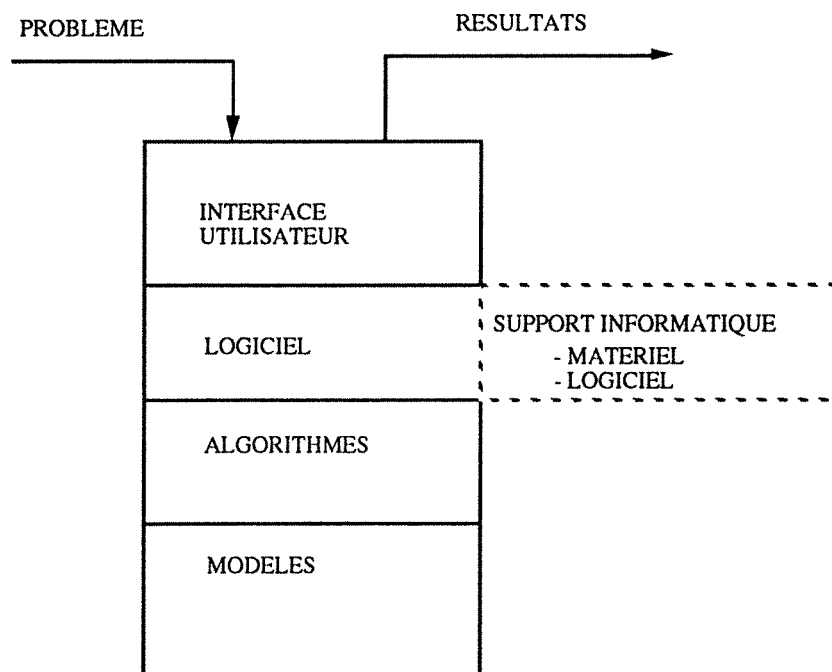 PROBLEME
RESULTATS
INTERFACE
UTILISATEUR
LOGICIEL
SUPPORT INFORMATIQUE
- MATERIEL
- LOGICIEL
ALGORITHMES
MODELES